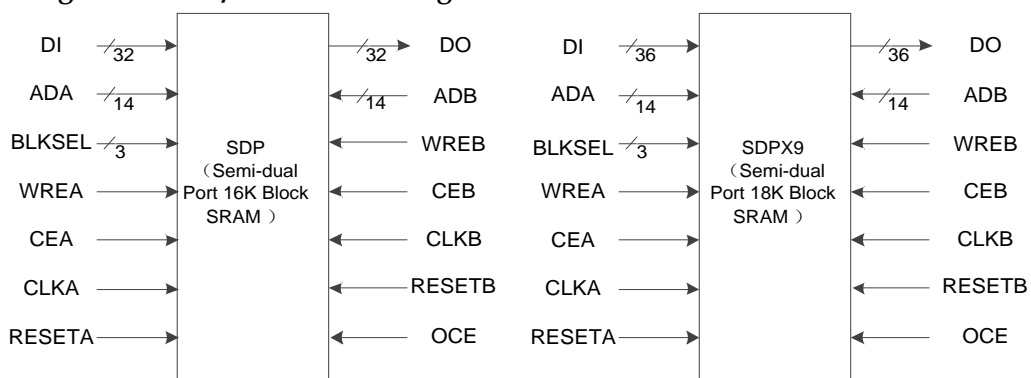 DI 32 32 DO DI 36 36 DO
ADA 14 14 ADB ADA 14 14 ADB
BLKSEL 3 WREB BLKSEL 3 WREB
SDP SDPX9
（Semi-dual （Semi-dual
WREA Port 16K Block CEB WREA Port 18K Block CEB
SRAM ） SRAM ）
CEA CLKB CEA CLKB
CLKA RESETB CLKA RESETB
RESETA OCE RESETA OCE